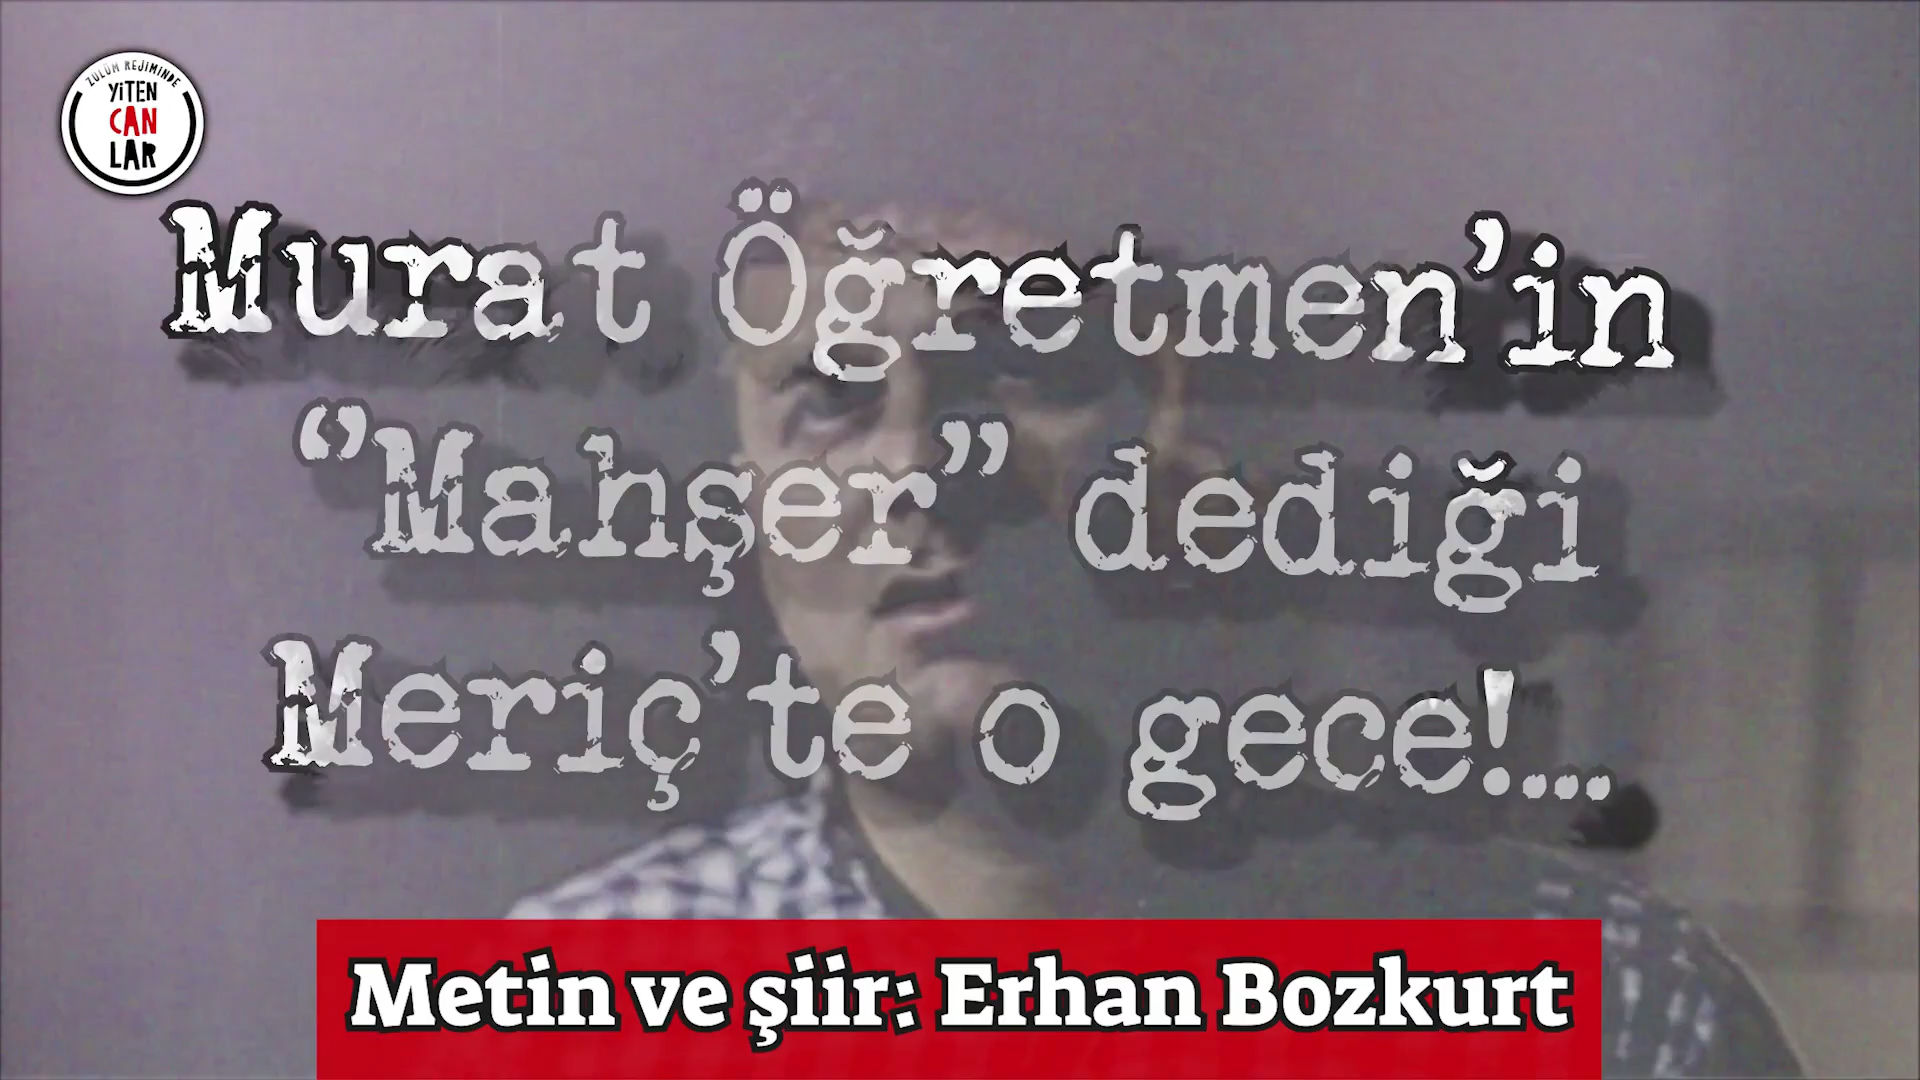 ZULÜM REJİMİNDE
YİTEN
CAN
LAR
Murat Öğretmen’in
‘’Mahşer’’ dediği
Meriç’te o gece!...
Metin ve şiir: Erhan Bozkurt